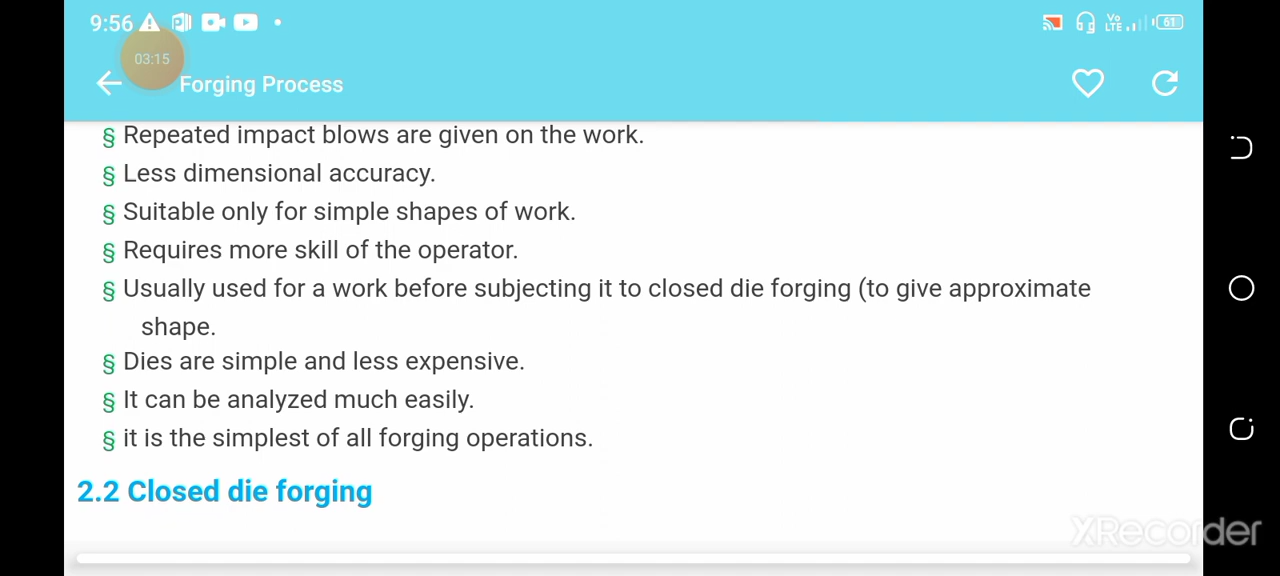 9:56
Vo
LTE
61
03:15
Forging Process
§ Repeated impact blows are given on the work.
§ Less dimensional accuracy.
§ Suitable only for simple shapes of work.
§ Requires more skill of the operator.
§ Usually used for a work before subjecting it to closed die forging (to give approximate
shape.
§ Dies are simple and less expensive.
§ It can be analyzed much easily.
§ it is the simplest of all forging operations.
2.2 Closed die forging
XRecorder